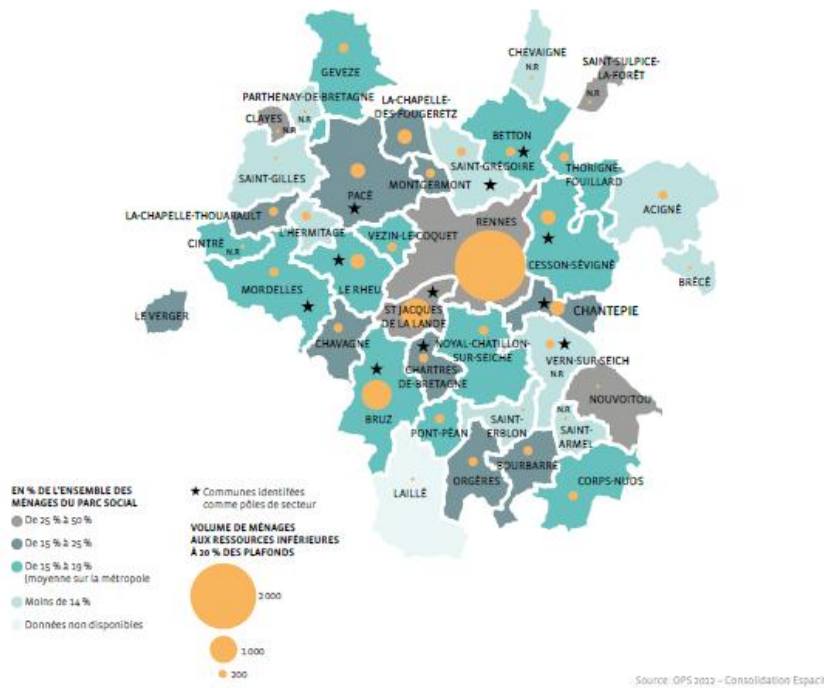 CHEVAIGNE
N.R
SAINT-SULPICE-
LA-FORÊT
N.R
GEVEZE
PARTHENAY-DE-BRETAGNE
N.R
LA-CHAPELLE-
DES-FOUGERETZ
CLAYES
N.R
BETTON
SAINT-GRÉGOIRE
THORIGNÉ-
FOUILLARD
SAINT-GILLES
PACÉ
MONTGERMONT
ACIGNÉ
LA-CHAPELLE-THOUARAULT
L'HERMITAGE
VEZIN-LE-COQUET
RENNES
CINTRÉ
N.R
CESSON-SÉVIGNÉ
BRÉCÉ
MORDELLES
LE RHEU
LE VERGER
ST JACQUES
DE LA LANDE
CHANTEPIE
CHAVAGNE
NOYAL-CHATILLON
-SUR-SEICHE
VERN-SUR-SEICH
N.R
CHARTRES
-DE-BRETAGNE
NOUVOITOU
BRUZ
PONT-PÉAN
SAINT-
ERBLON
N.R
SAINT-
ARMEL
BOURBARRÉ
ORGÈRES
CORPS-NUDS
LAILLÉ
EN % DE L'ENSEMBLE DES
MÉNAGES DU PARC SOCIAL
De 25 % à 50 %
De 15 % à 25 %
De 15 % à 19 %
(moyenne sur la métropole
Moins de 14 %
Données non disponibles
★ Communes identifiées
comme pôles de secteur
VOLUME DE MÉNAGES
AUX RESSOURCES INFÉRIEURES
À 20 % DES PLAFONDS
2 000
1 000
200
Source: OPS 2012 – Consolidation Espaci